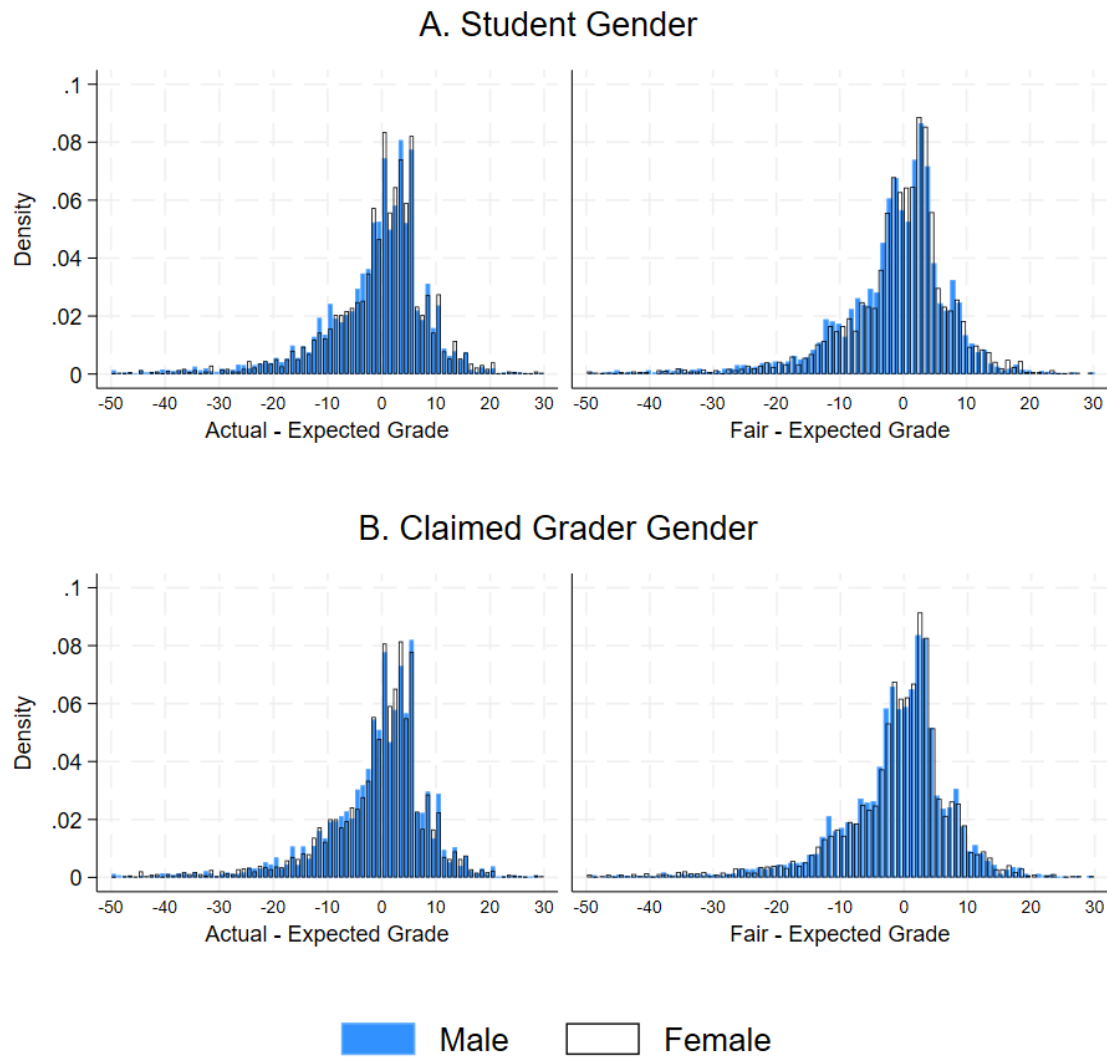 A. Student Gender
.1
.08
.06
.04
.02
0
Density
-50 -40 -30 -20 -10 0 10 20 30
Actual - Expected Grade
-50 -40 -30 -20 -10 0 10 20 30
Fair - Expected Grade
B. Claimed Grader Gender
.1
.08
.06
.04
.02
0
Density
-50 -40 -30 -20 -10 0 10 20 30
Actual - Expected Grade
-50 -40 -30 -20 -10 0 10 20 30
Fair - Expected Grade
Male Female